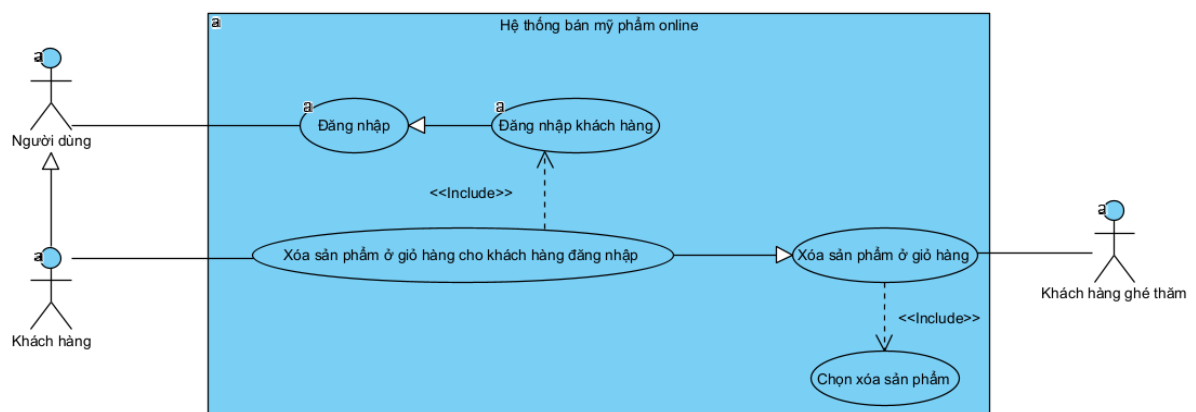 a
Hệ thống bán mỹ phẩm online
a
Người dùng
a
Đăng nhập
a
Đăng nhập khách hàng
<<Include>>
a
Khách hàng
Xóa sản phẩm ở giỏ hàng cho khách hàng đăng nhập
Xóa sản phẩm ở giỏ hàng
a
Khách hàng ghé thăm
<<Include>>
Chọn xóa sản phẩm